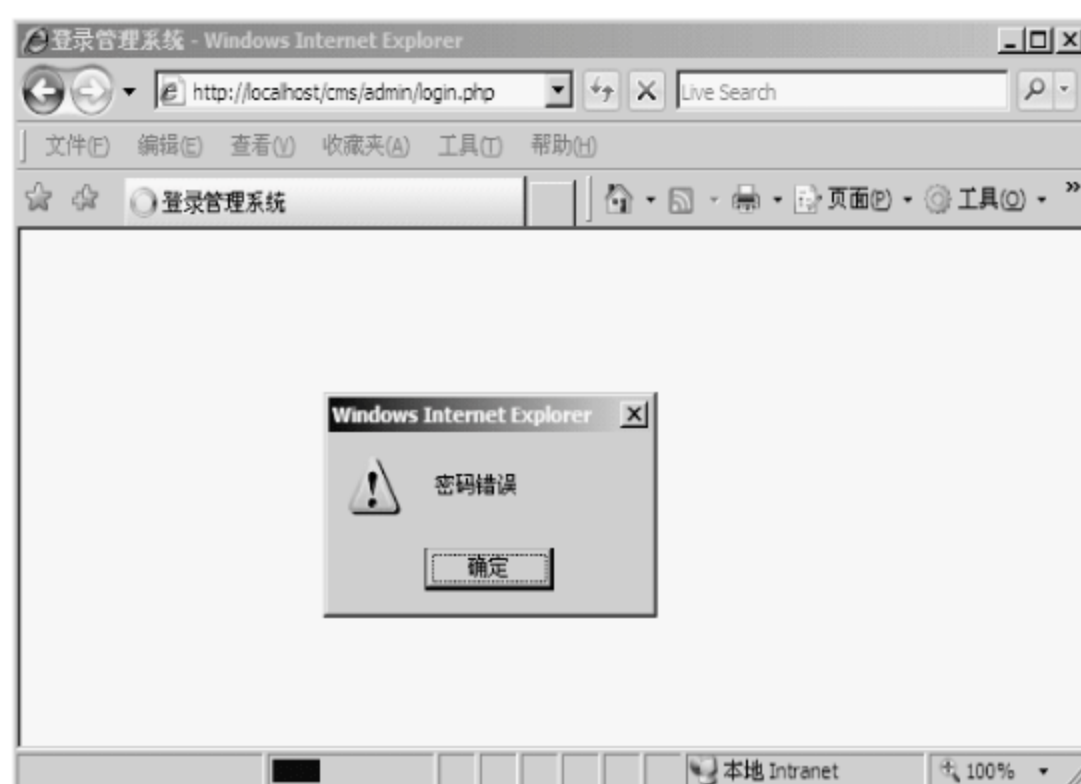 登录管理系统 - Windows Internet Explorer
http://localhost/cms/admin/login.php
Live Search
文件(F) 编辑(E) 查看(V) 收藏夹(A) 工具(T) 帮助(H)
登录管理系统
页面(P) 工具(O) »
Windows Internet Explorer
密码错误
确定
本地 Intranet
100%